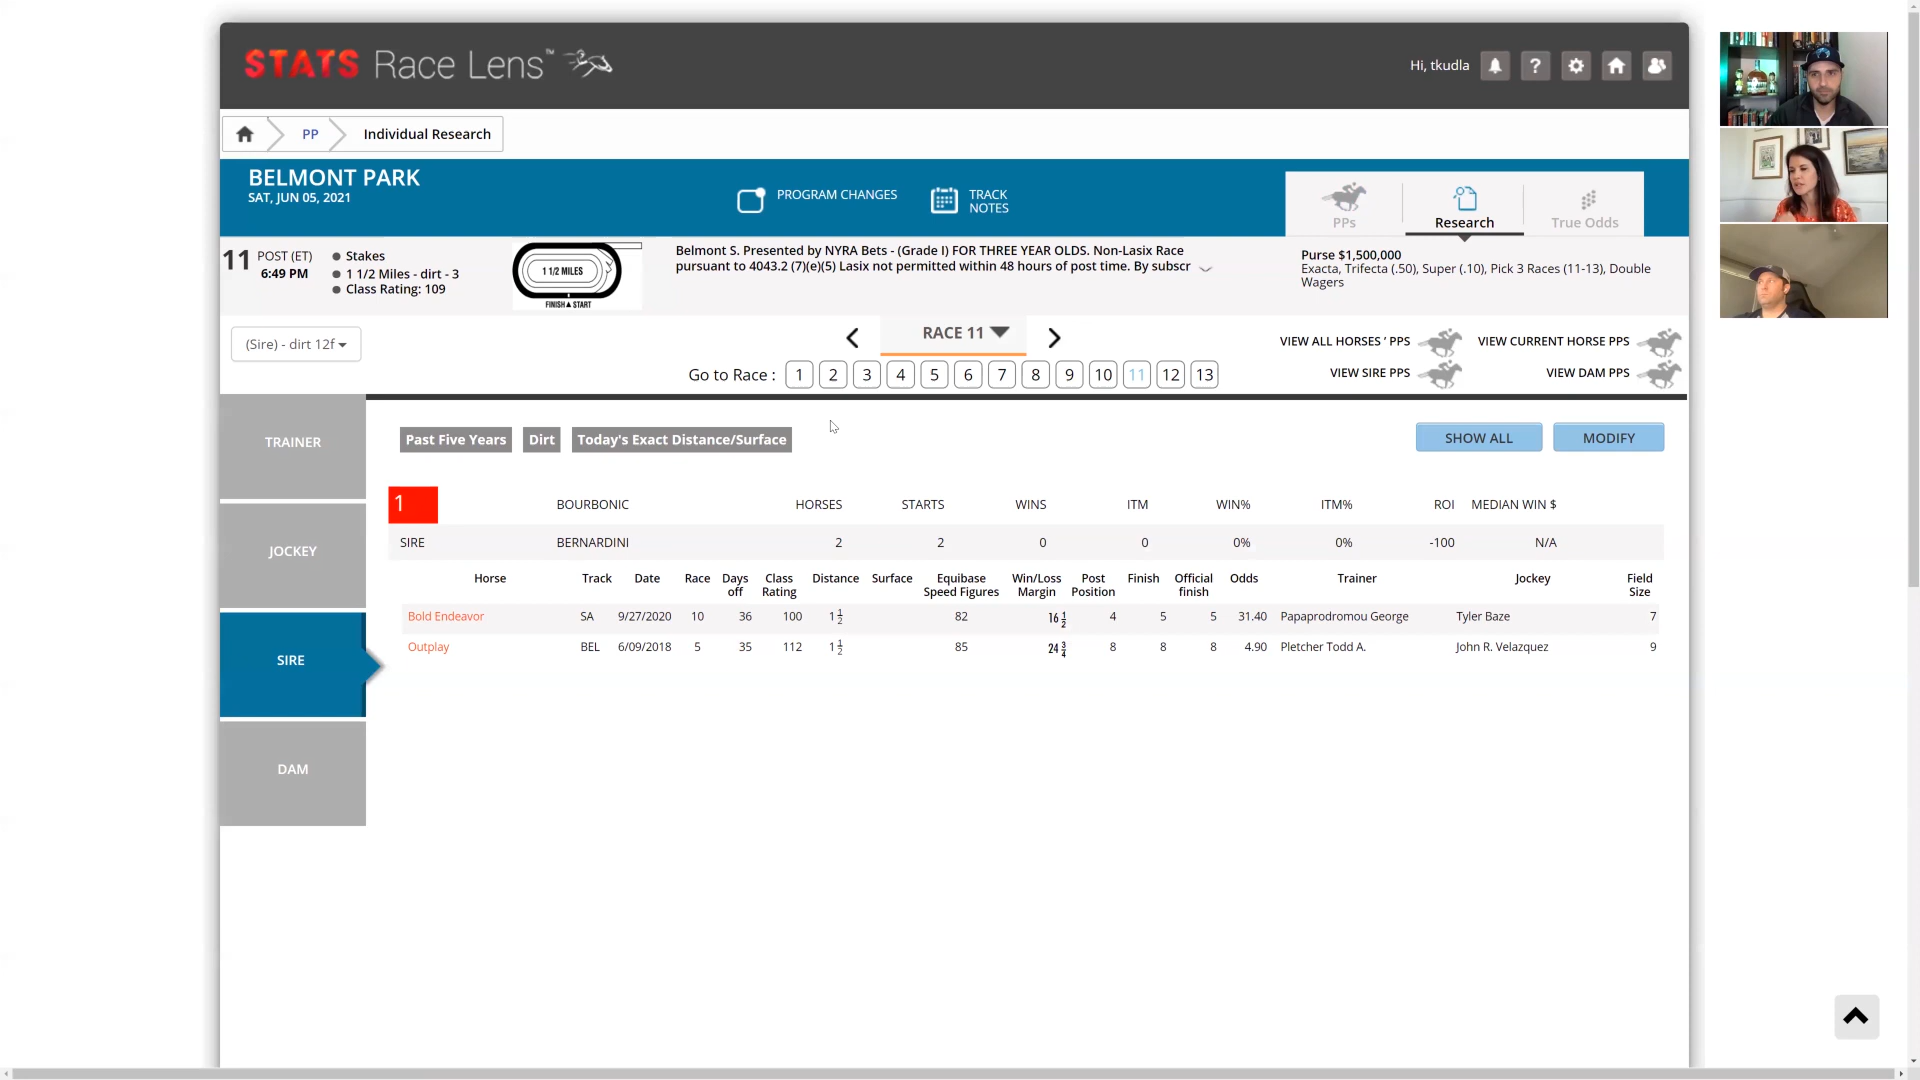 STATS Race Lens™
Hi, tkudla
?
PP
Individual Research
BELMONT PARK
SAT, JUN 05, 2021
PROGRAM CHANGES
TRACK
NOTES
PPs
Research
True Odds
11
POST (ET)
6:49 PM
Stakes
1 1/2 Miles - dirt - 3
Class Rating: 109
1 1/2 MILES
FINISH▲START
Belmont S. Presented by NYRA Bets - (Grade I) FOR THREE YEAR OLDS. Non-Lasix Race
pursuant to 4043.2 (7)(e)(5) Lasix not permitted within 48 hours of post time. By subscr
Purse $1,500,000
Exacta, Trifecta (.50), Super (.10), Pick 3 Races (11-13), Double
Wagers
(Sire) - dirt 12f
RACE 11
Go to Race : 1 2 3 4 5 6 7 8 9 10 11 12 13
VIEW ALL HORSES ' PPS
VIEW CURRENT HORSE PPS
VIEW SIRE PPS
VIEW DAM PPS
TRAINER
JOCKEY
SIRE
DAM
Past Five Years Dirt Today's Exact Distance/Surface
SHOW ALL MODIFY
1 BOURBONIC HORSES STARTS WINS ITM WIN% ITM% ROI MEDIAN WIN $
SIRE BERNARDINI 2 2 0 0 0% 0% -100 N/A
Horse Track Date Race Days off Class Rating Distance Surface Equibase Speed Figures Win/Loss Margin Post Position Finish Official finish Odds Trainer Jockey Field Size
Bold Endeavor SA 9/27/2020 10 36 100 1 1/2 82 16 1/2 4 5 5 31.40 Papaprodromou George Tyler Baze 7
Outplay BEL 6/09/2018 5 35 112 1 1/2 85 24 3/4 8 8 8 4.90 Pletcher Todd A. John R. Velazquez 9